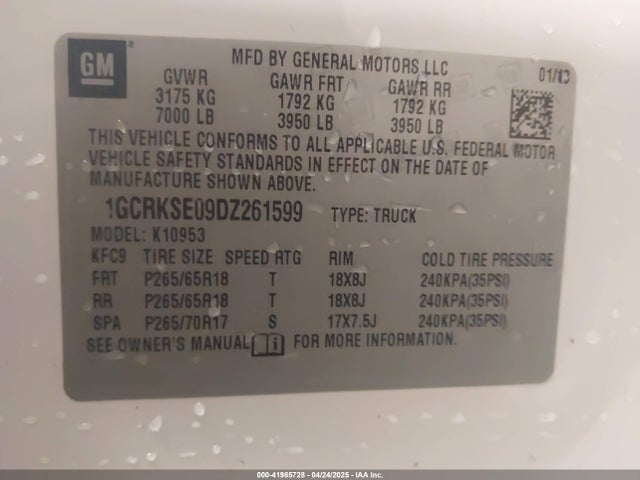 GM
MFD BY GENERAL MOTORS LLC
01/13
GVWR GAWR FRT GAWR RR
3175 KG 1792 KG 1792 KG
7000 LB 3950 LB 3950 LB
THIS VEHICLE CONFORMS TO ALL APPLICABLE U.S. FEDERAL MOTOR
VEHICLE SAFETY STANDARDS IN EFFECT ON THE DATE OF
MANUFACTURE SHOWN ABOVE.
1GCRKSE09DZ261599 TYPE: TRUCK
MODEL: K10953
KFC9 TIRE SIZE SPEED RTG RIM COLD TIRE PRESSURE
FRT P265/65R18 T 18X8J 240KPA(35PSI)
RR P265/65R18 T 18X8J 240KPA(35PSI)
SPA P265/70R17 S 17X7.5J 240KPA(35PSI)
SEE OWNER'S MANUAL FOR MORE INFORMATION.
000-41985728 - 04/24/2025 - IAA Inc.